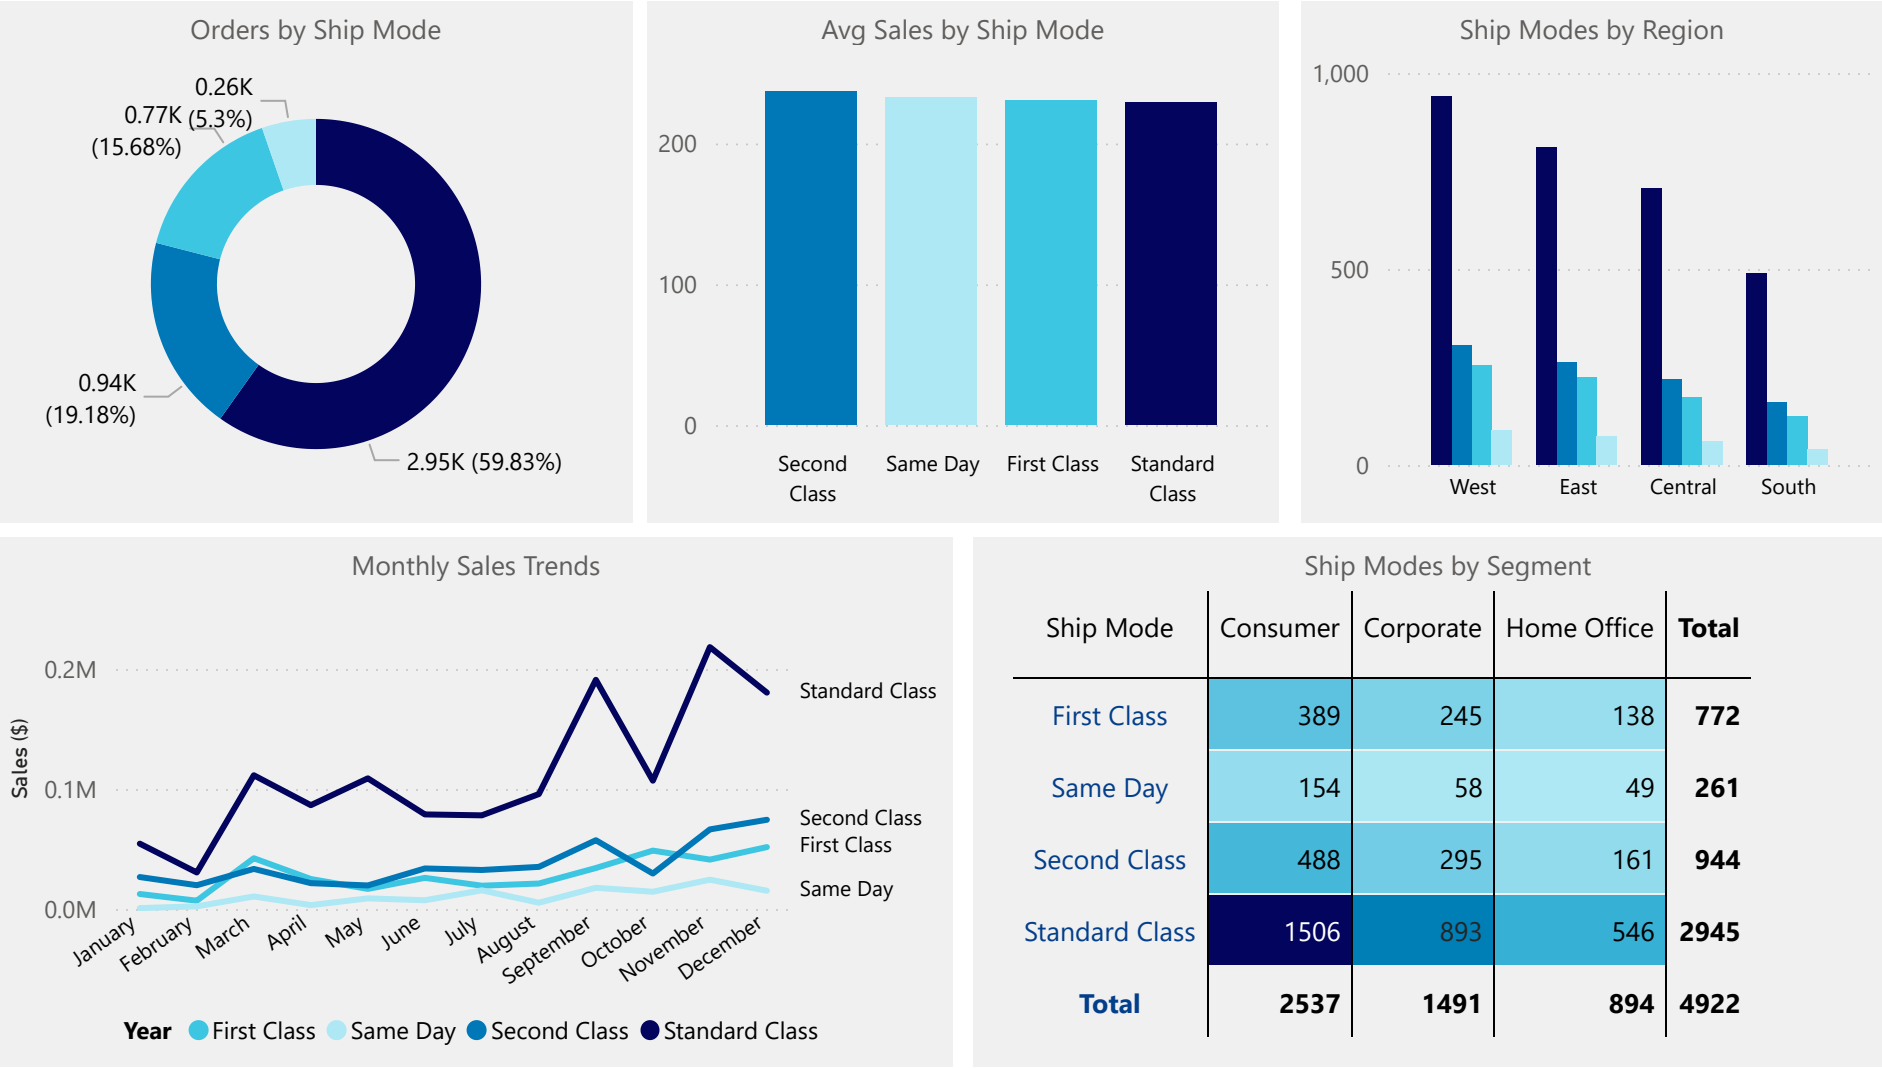 Orders by Ship Mode
0.26K
(5.3%)
0.77K
(15.68%)
0.94K
(19.18%)
2.95K (59.83%)
Avg Sales by Ship Mode
200
100
0
Second
Class
Same Day
First Class
Standard
Class
Ship Modes by Region
1,000
500
0
West
East
Central
South
Monthly Sales Trends
Sales ($)
0.2M
0.1M
0.0M
Standard Class
Second Class
First Class
Same Day
January
February
March
April
May
June
July
August
September
October
November
December
Year First Class Same Day Second Class Standard Class
Ship Modes by Segment
Ship Mode Consumer Corporate Home Office Total
First Class 389 245 138 772
Same Day 154 58 49 261
Second Class 488 295 161 944
Standard Class 1506 893 546 2945
Total 2537 1491 894 4922